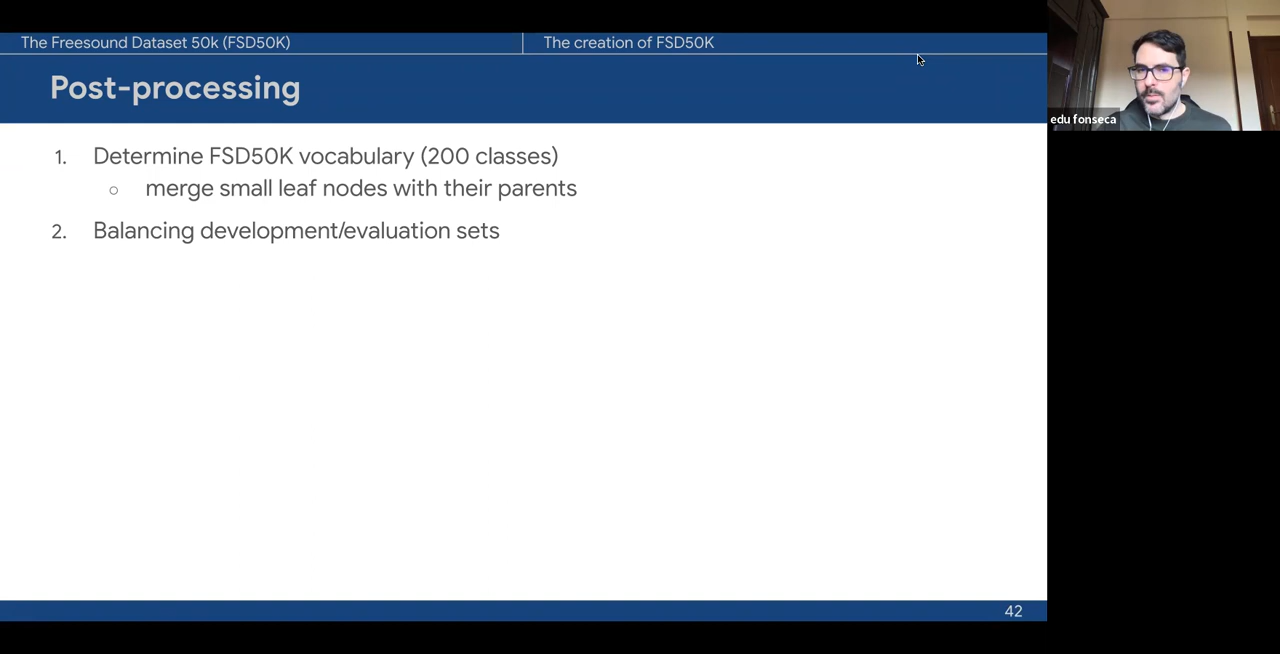 The Freesound Dataset 50k (FSD50K)
The creation of FSD50K
Post-processing
edu fonseca
1. Determine FSD50K vocabulary (200 classes)
○ merge small leaf nodes with their parents
2. Balancing development/evaluation sets
42